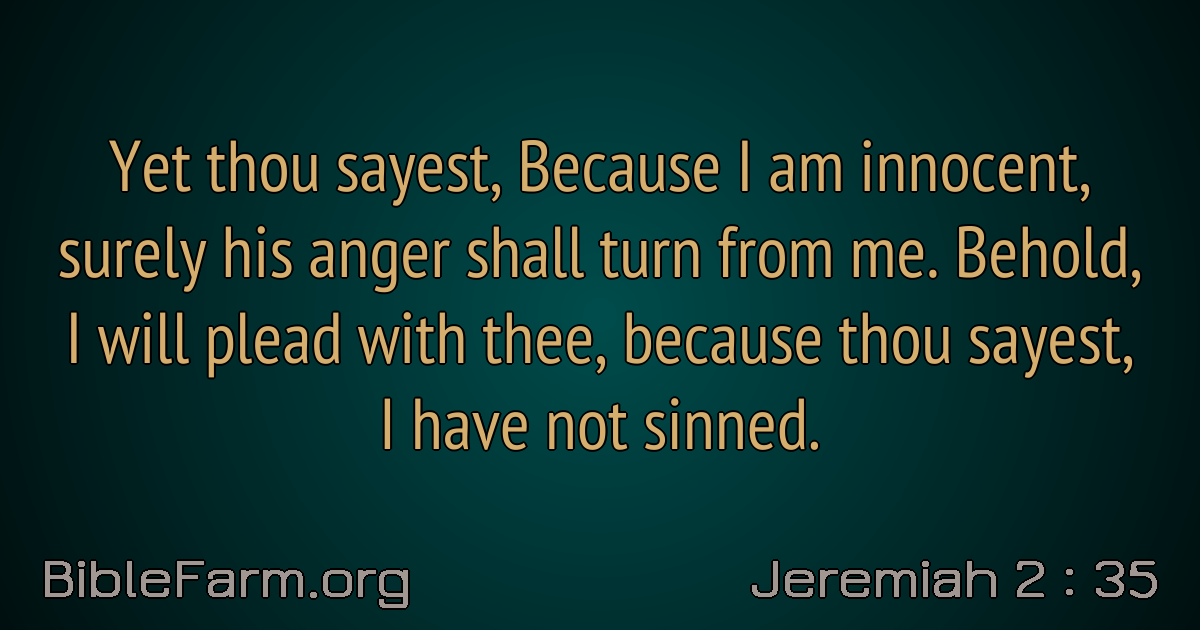 Yet thou sayest, Because I am innocent,
surely his anger shall turn from me. Behold,
I will plead with thee, because thou sayest,
I have not sinned.
BibleFarm.org
Jeremiah 2 : 35